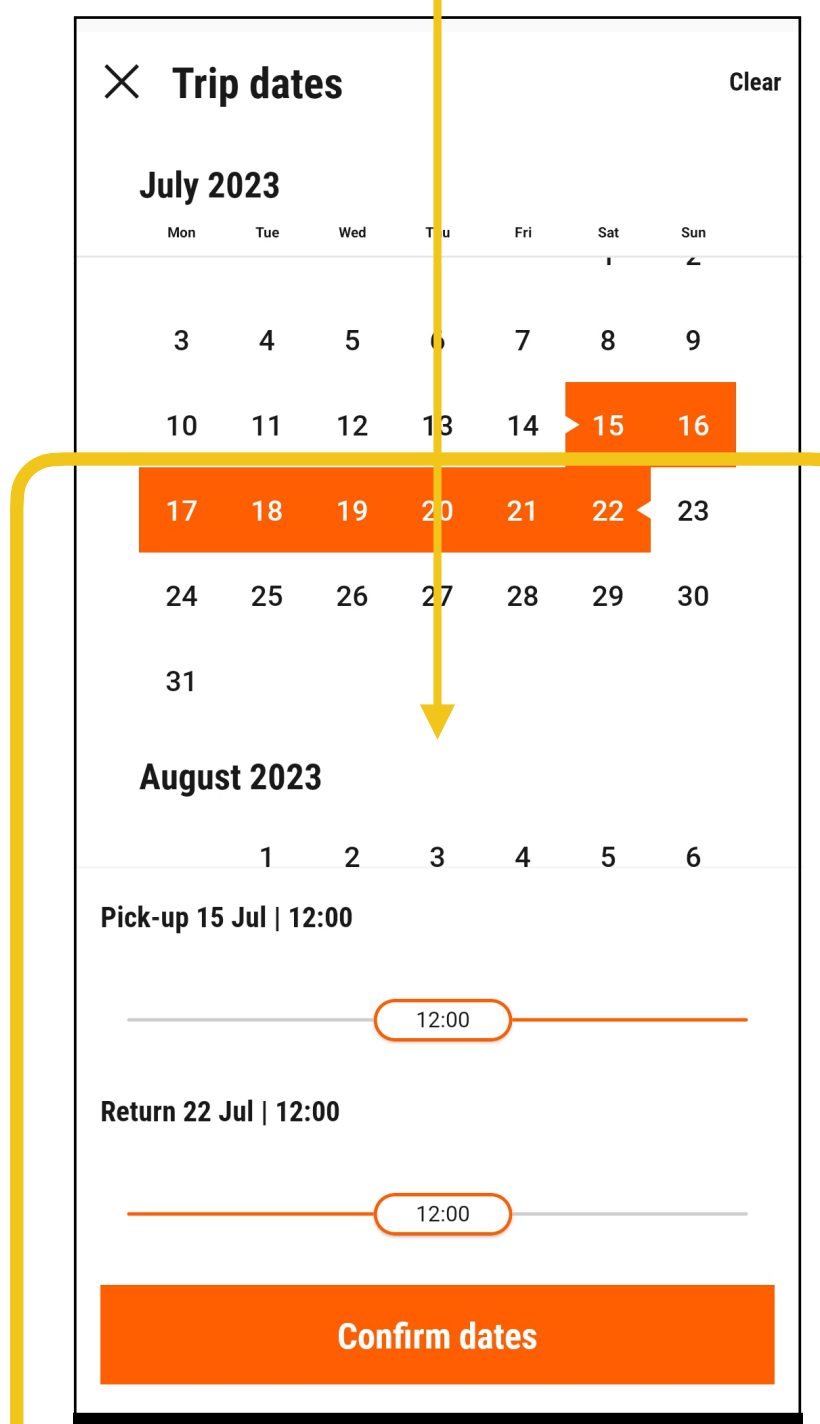 Trip dates
Clear
July 2023
Mon Tue Wed Thu Fri Sat Sun
1 2
3 4 5 6 7 8 9
10 11 12 13 14 15 16
17 18 19 20 21 22 23
24 25 26 27 28 29 30
31
August 2023
1 2 3 4 5 6
Pick-up 15 Jul | 12:00
12:00
Return 22 Jul | 12:00
12:00
Confirm dates